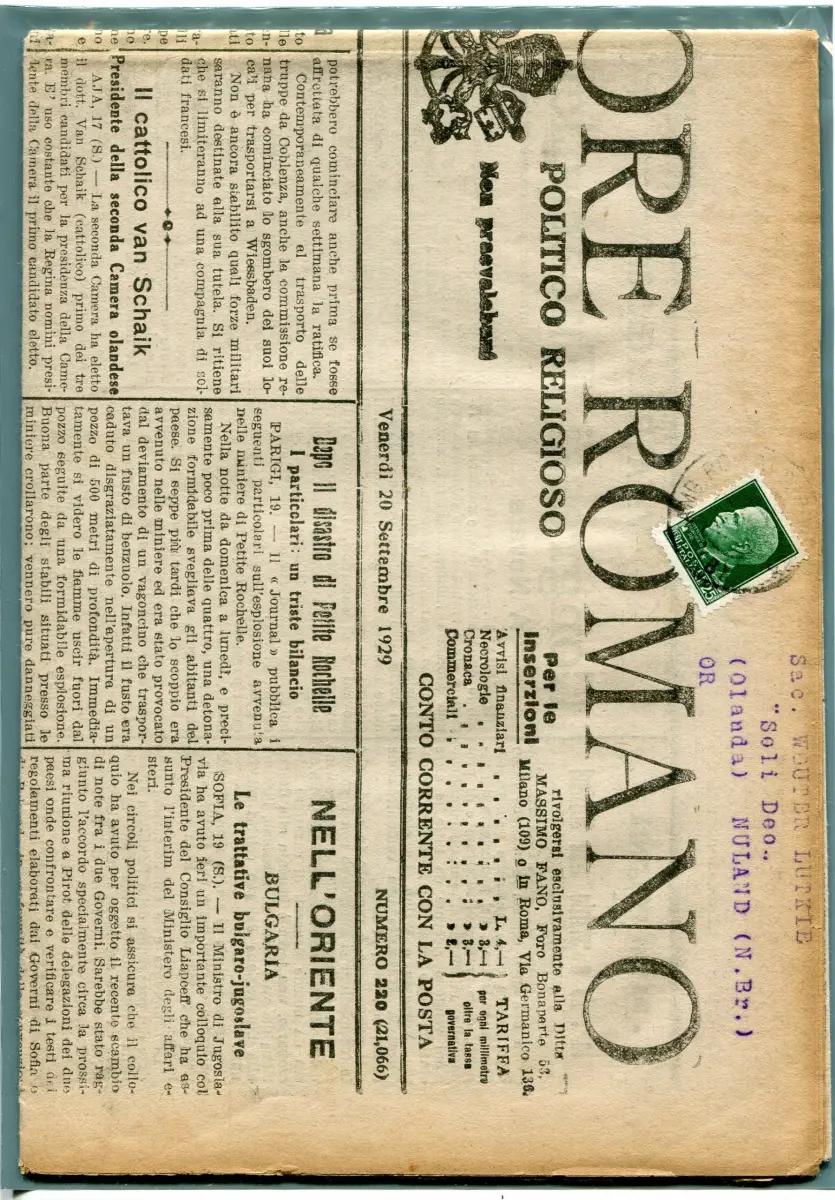 ORE ROMANO
POLITICO RELIGIOSO
Non praevalebunt
per le
Inserzioni
rivolgersi esclusivamente alla Ditta
MASSIMO FANO, Foro Bonaparte 53,
Milano (109) o in Roma, Via Germanico 136.
Avvisi finanziari L. 4,—
Necrologie » 3,—
Cronaca » 3,—
Commerciali » 2,—
TARIFFA
per ogni millimetro
oltre la tassa
governativa
CONTO CORRENTE CON LA POSTA
Venerdì 20 Settembre 1929
NUMERO 220 (21,066)
potrebbero cominciare anche prima se fosse
affrettata di qualche settimana la ratifica.
Contemporaneamente al trasporto delle
truppe da Coblenza, anche la commissione re-
nana ha cominciato lo sgombero dei suoi lo-
cali per trasportarsi a Wiesbaden.
Non è ancora stabilito quali forze militari
saranno destinate alla sua tutela. Si ritiene
che si limiteranno ad una compagnia di sol-
dati francesi.
Il cattolico van Schaik
Presidente della seconda Camera olandese
AJA, 17 (S.) — La seconda Camera ha eletto
il dott. Van Schaik (cattolico) primo dei tre
membri candidati per la presidenza della Came-
ra. E' uso costante che la Regina nomini presi-
dente della Camera il primo candidato eletto.
Dopo il disastro di Petite Rochelle
I particolari: un triste bilancio
PARIGI, 19. — Il « Journal » pubblica i
seguenti particolari sull'esplosione avvenuta
nelle miniere di Petite Rochelle.
Nella notte da domenica a lunedì, e preci-
samente poco prima delle quattro, una detona-
zione formidabile svegliava gli abitanti del
paese. Si seppe più tardi che lo scoppio era
avvenuto nelle miniere ed era stato provocato
dal deviamento di un vagoncino che traspor-
tava un fusto di benzuolo. Infatti il fusto era
caduto disgraziatamente nell'apertura di un
pozzo di 500 metri di profondità. Immedia-
tamente si videro le fiamme uscir fuori dal
pozzo seguite da una formidabile esplosione.
Buona parte degli stabili situati presso le
miniere crollarono; vennero pure danneggiati
NELL'ORIENTE
BULGARIA
Le trattative bulgaro-jugoslave
SOFIA, 19 (S.). — Il Ministro di Jugosla-
via ha avuto ieri un importante colloquio col
Presidente del Consiglio Liapceff che ha as-
sunto l'interim del Ministero degli affari e-
steri.
Nei circoli politici si assicura che il collo-
quio ha avuto per oggetto il recente scambio
di note fra i due Governi. Sarebbe stato rag-
giunto l'accordo specialmente circa la prossi-
ma riunione a Pirot delle delegazioni dei due
paesi onde confrontare e verificare i testi dei
regolamenti elaborati dai Governi di Sofia e
Sac. WOUTER LUTKIE
"Soli Deo„
(Olanda) NULAND (N.Br.)
OR